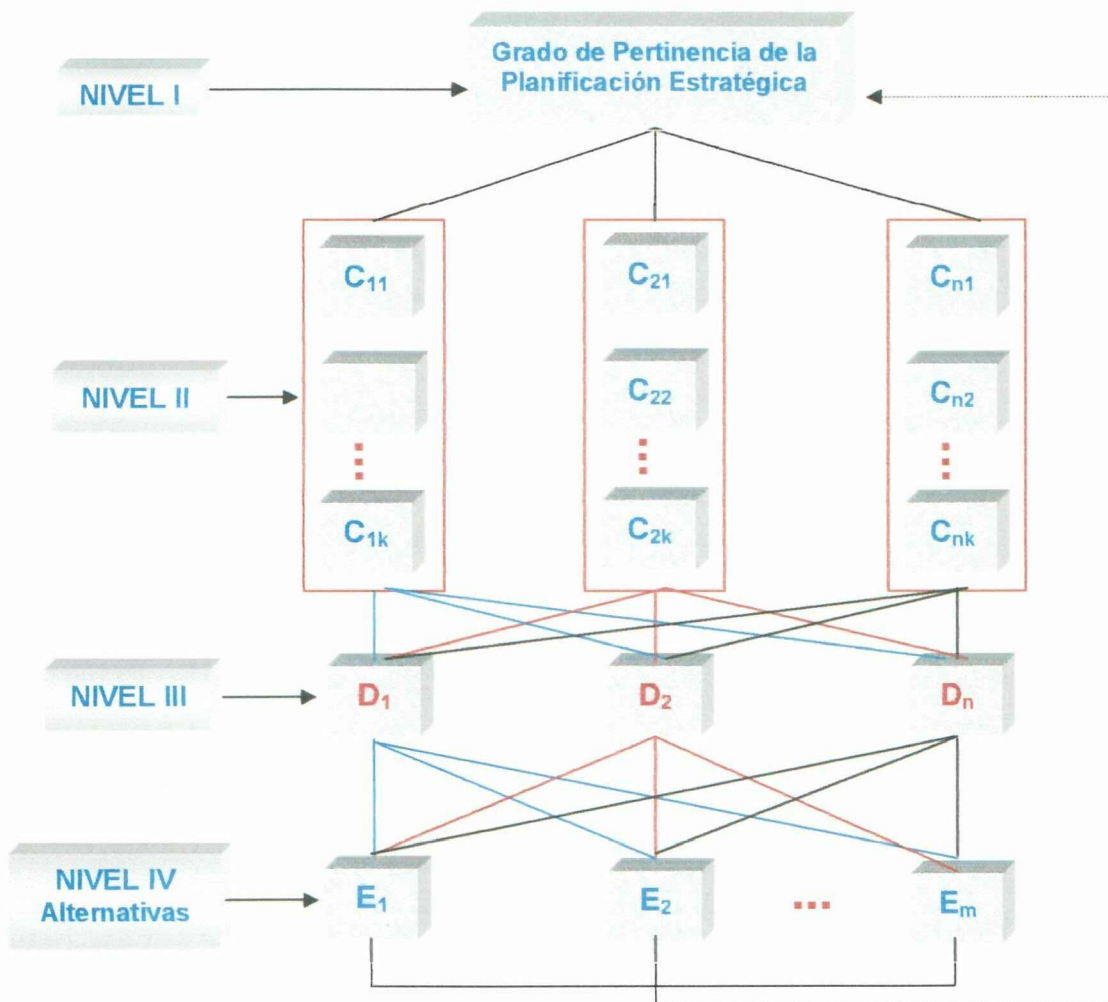 Grado de Pertinencia de la
Planificación Estratégica
NIVEL I
C11 C21 Cn1
NIVEL II
C22 Cn2
C1k C2k Cnk
NIVEL III
D1 D2 Dn
NIVEL IV
Alternativas
E1 E2 ... Em